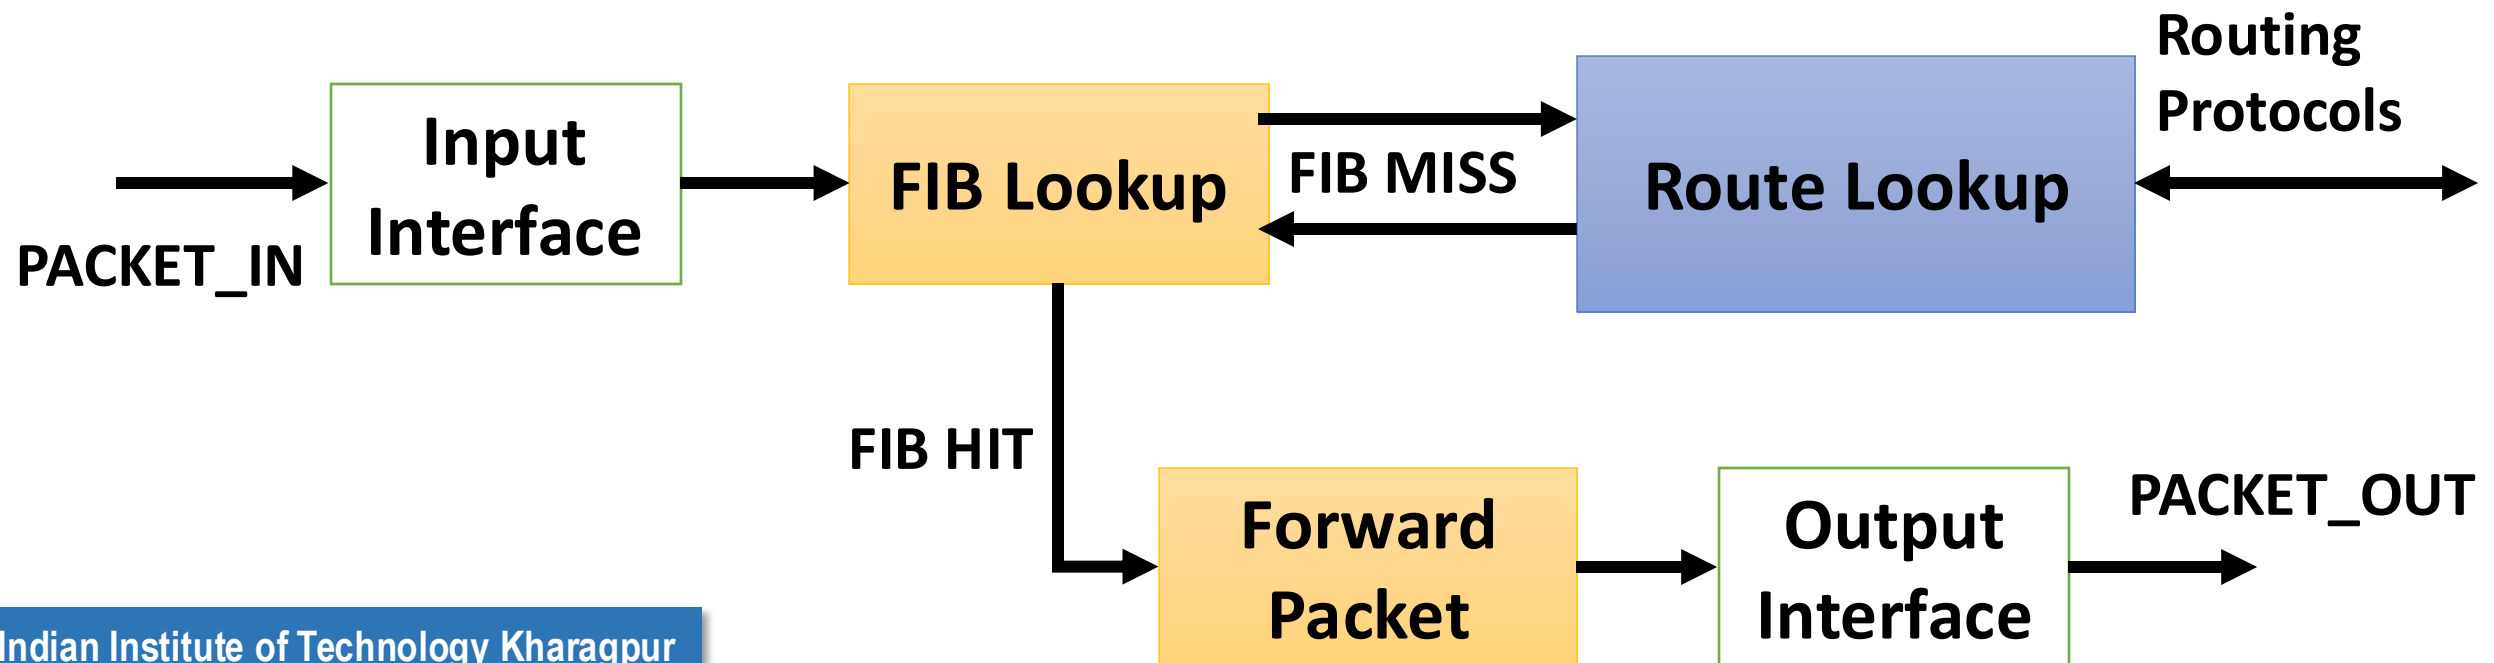 Routing
Protocols
Input
Interface
FIB Lookup
FIB MISS
Route Lookup
PACKET_IN
FIB HIT
Forward
Packet
Output
Interface
PACKET_OUT
Indian Institute of Technology Kharagpur